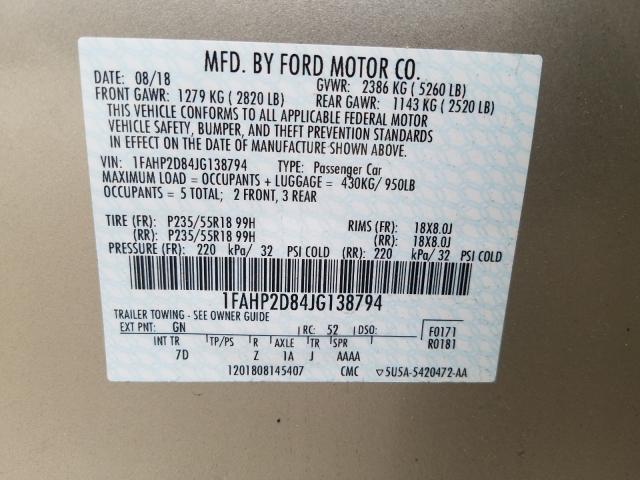 MFD. BY FORD MOTOR CO.
DATE: 08/18 GVWR: 2386 KG ( 5260 LB)
FRONT GAWR: 1279 KG ( 2820 LB) REAR GAWR: 1143 KG ( 2520 LB)
THIS VEHICLE CONFORMS TO ALL APPLICABLE FEDERAL MOTOR
VEHICLE SAFETY, BUMPER, AND THEFT PREVENTION STANDARDS
IN EFFECT ON THE DATE OF MANUFACTURE SHOWN ABOVE.
VIN: 1FAHP2D84JG138794 TYPE: Passenger Car
MAXIMUM LOAD = OCCUPANTS + LUGGAGE = 430KG/ 950LB
OCCUPANTS = 5 TOTAL; 2 FRONT, 3 REAR
TIRE (FR): P235/55R18 99H RIMS (FR): 18X8.0J
(RR): P235/55R18 99H (RR): 18X8.0J
PRESSURE (FR): 220 kPa/ 32 PSI COLD (RR): 220 kPa/ 32 PSI COLD
1FAHP2D84JG138794
TRAILER TOWING - SEE OWNER GUIDE
EXT PNT: GN RC: 52 DSO: F0171
INT TR TP/PS R AXLE TR SPR R0181
7D Z 1A J AAAA
1201808145407 CMC ▽5U5A-5420472-AA